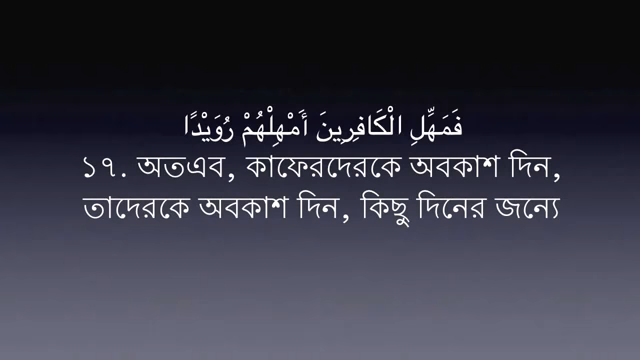 فَمَهِّلِ الْكَافِرِينَ أَمْهِلْهُمْ رُوَيْدًا
১৭. অতএব, কাফেরদেরকে অবকাশ দিন,
তাদেরকে অবকাশ দিন, কিছু দিনের জন্যে